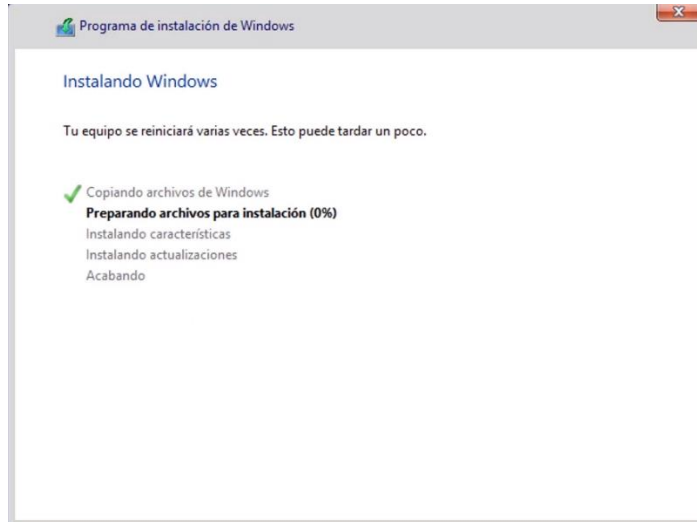 Programa de instalación de Windows
Instalando Windows
Tu equipo se reiniciará varias veces. Esto puede tardar un poco.
Copiando archivos de Windows
Preparando archivos para instalación (0%)
Instalando características
Instalando actualizaciones
Acabando